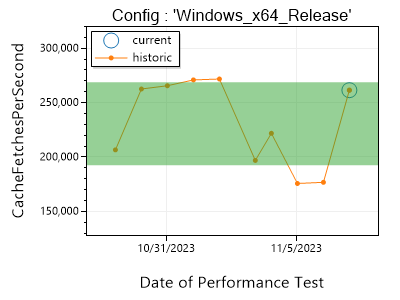 Config : 'Windows_x64_Release'
current
historic
300,000
250,000
200,000
150,000
CacheFetchesPerSecond
10/31/2023
11/5/2023
Date of Performance Test